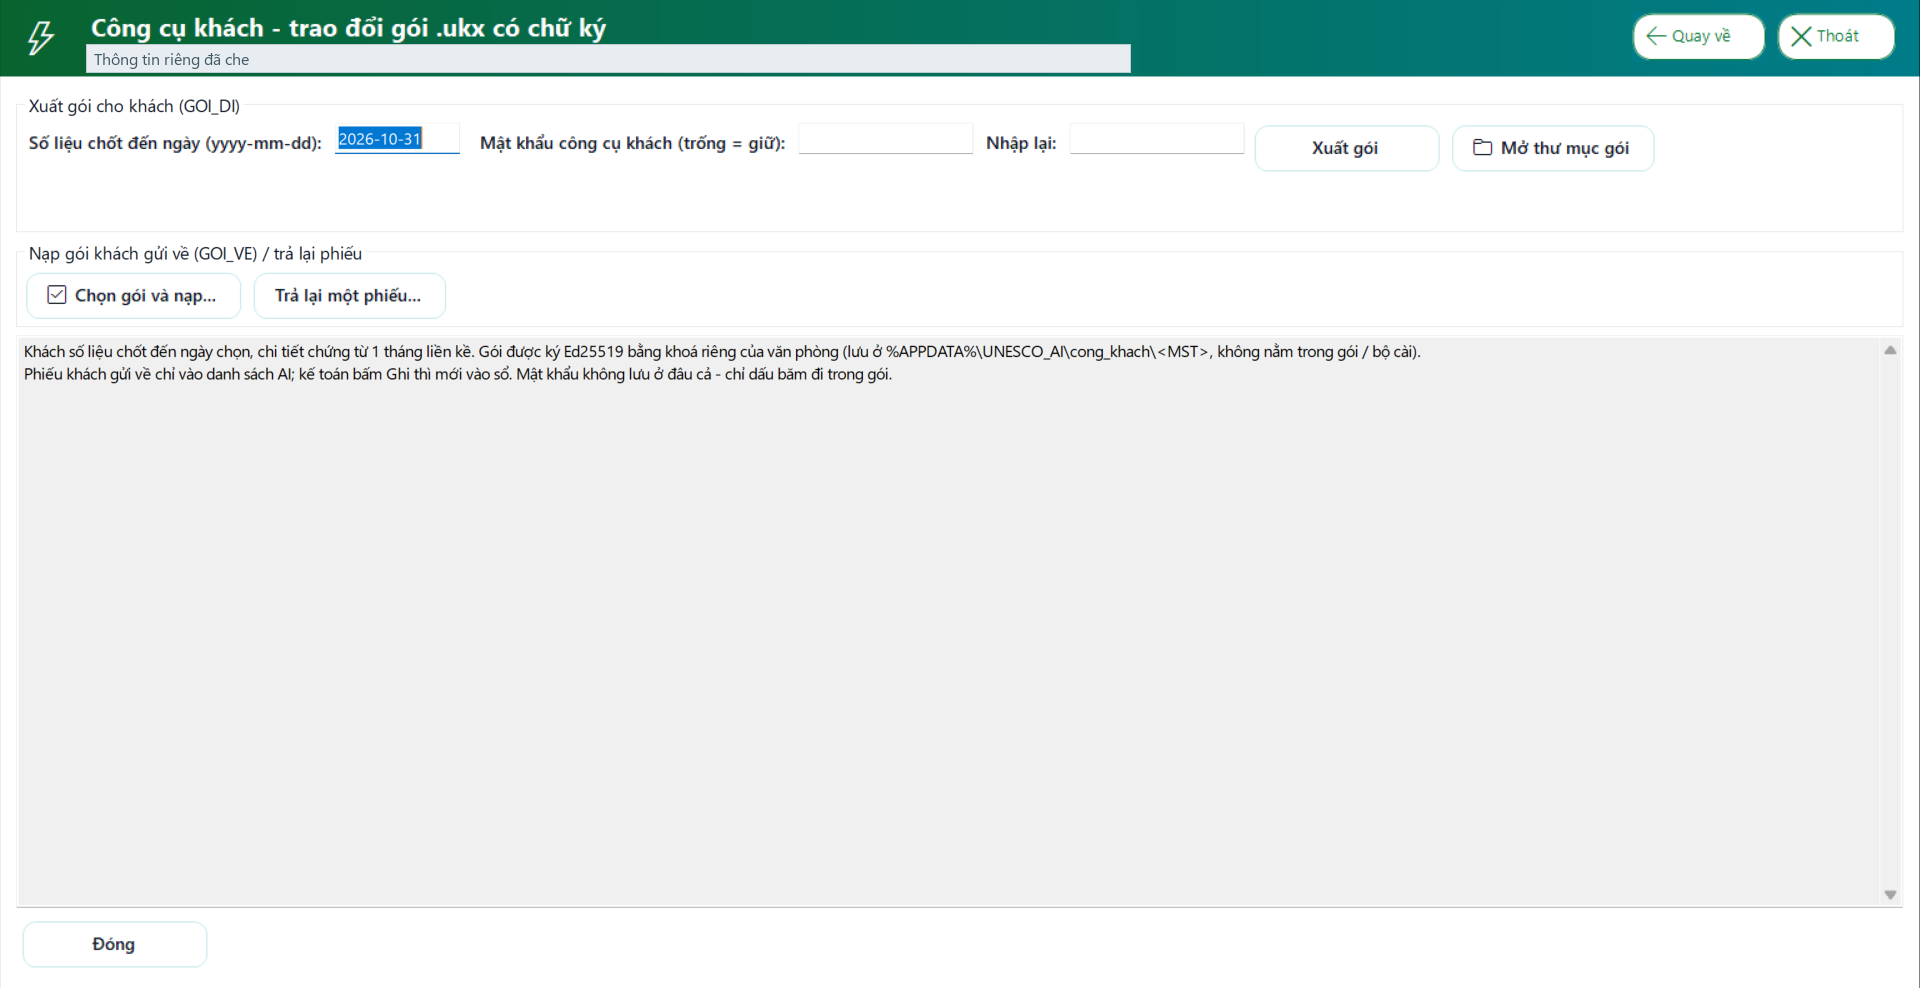 Công cụ khách - trao đổi gói .ukx có chữ ký
Thông tin riêng đã che
Quay về
Thoát
Xuất gói cho khách (GOI_DI)
Số liệu chốt đến ngày (yyyy-mm-dd): 2026-10-31 Mật khẩu công cụ khách (trống = giữ): Nhập lại: Xuất gói Mở thư mục gói
Nạp gói khách gửi về (GOI_VE) / trả lại phiếu
Chọn gói và nạp... Trả lại một phiếu...
Khách số liệu chốt đến ngày chọn, chi tiết chứng từ 1 tháng liền kề. Gói được ký Ed25519 bằng khoá riêng của văn phòng (lưu ở %APPDATA%\UNESCO_AI\cong_khach\<MST>, không nằm trong gói / bộ cài).
Phiếu khách gửi về chỉ vào danh sách AI; kế toán bấm Ghi thì mới vào sổ. Mật khẩu không lưu ở đâu cả - chỉ dấu băm đi trong gói.
Đóng